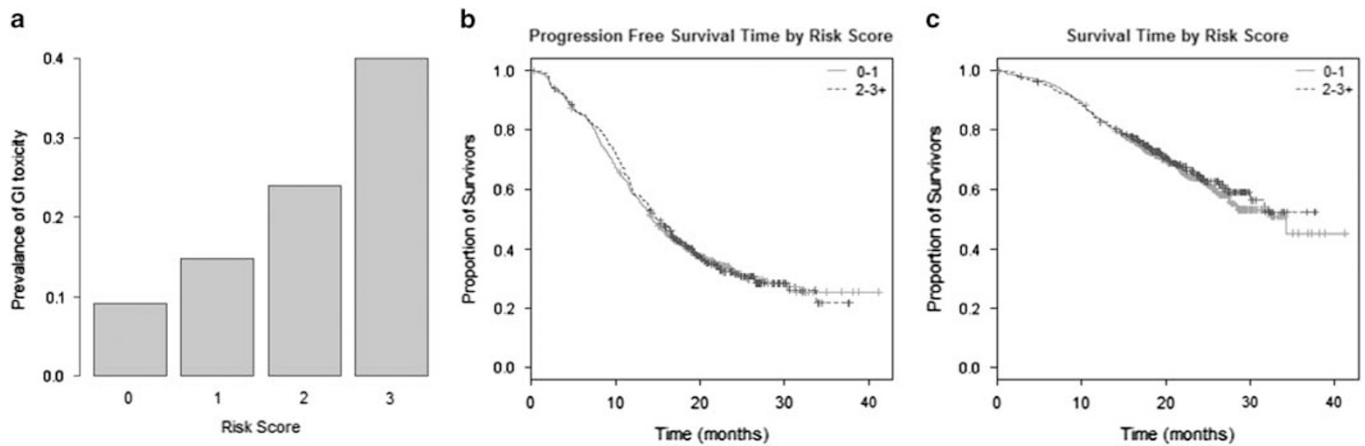 a
0.4
0.3
0.2
0.1
0.0
Prevalance of GI toxicity
0 1 2 3
Risk Score
b
Progression Free Survival Time by Risk Score
0-1
2-3+
1.0
0.8
0.6
0.4
0.2
0.0
Proportion of Survivors
0 10 20 30 40
Time (months)
c
Survival Time by Risk Score
0-1
2-3+
1.0
0.8
0.6
0.4
0.2
0.0
Proportion of Survivors
0 10 20 30 40
Time (months)